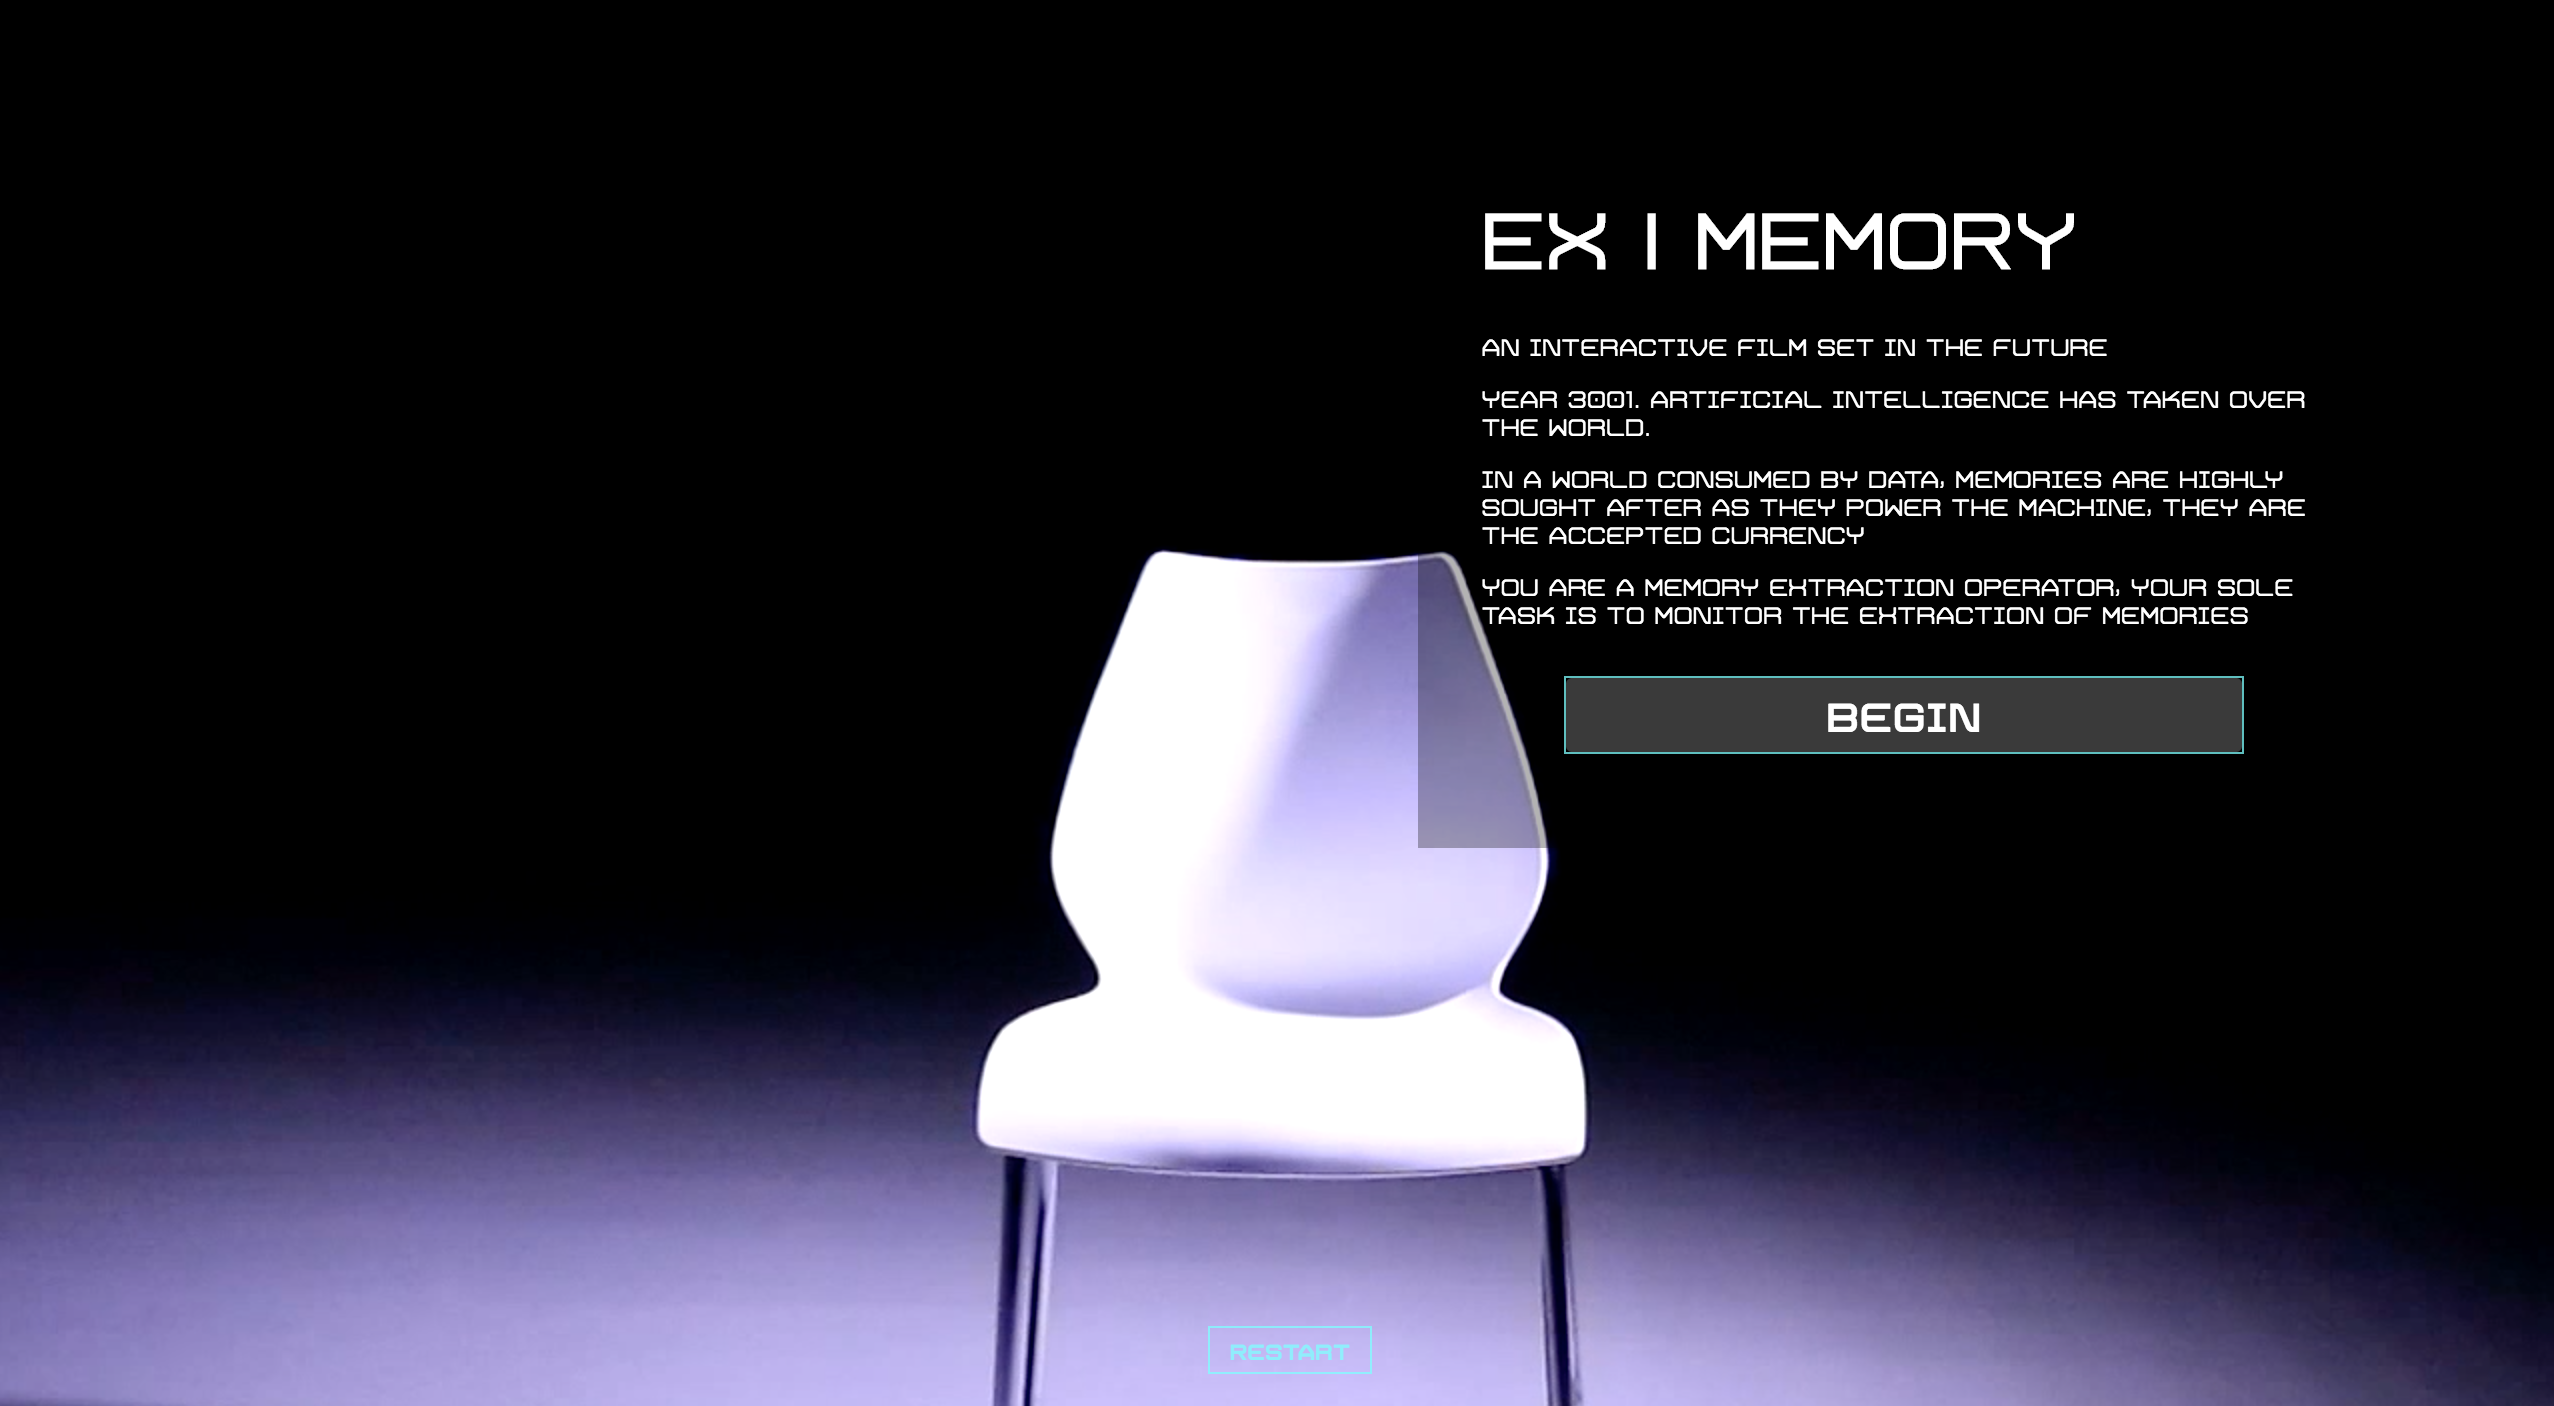 EX | MEMORY
AN INTERACTIVE FILM SET IN THE FUTURE
YEAR 3001. ARTIFICIAL INTELLIGENCE HAS TAKEN OVER
THE WORLD.
IN A WORLD CONSUMED BY DATA, MEMORIES ARE HIGHLY
SOUGHT AFTER AS THEY POWER THE MACHINE, THEY ARE
THE ACCEPTED CURRENCY
YOU ARE A MEMORY EXTRACTION OPERATOR, YOUR SOLE
TASK IS TO MONITOR THE EXTRACTION OF MEMORIES
BEGIN
RESTART